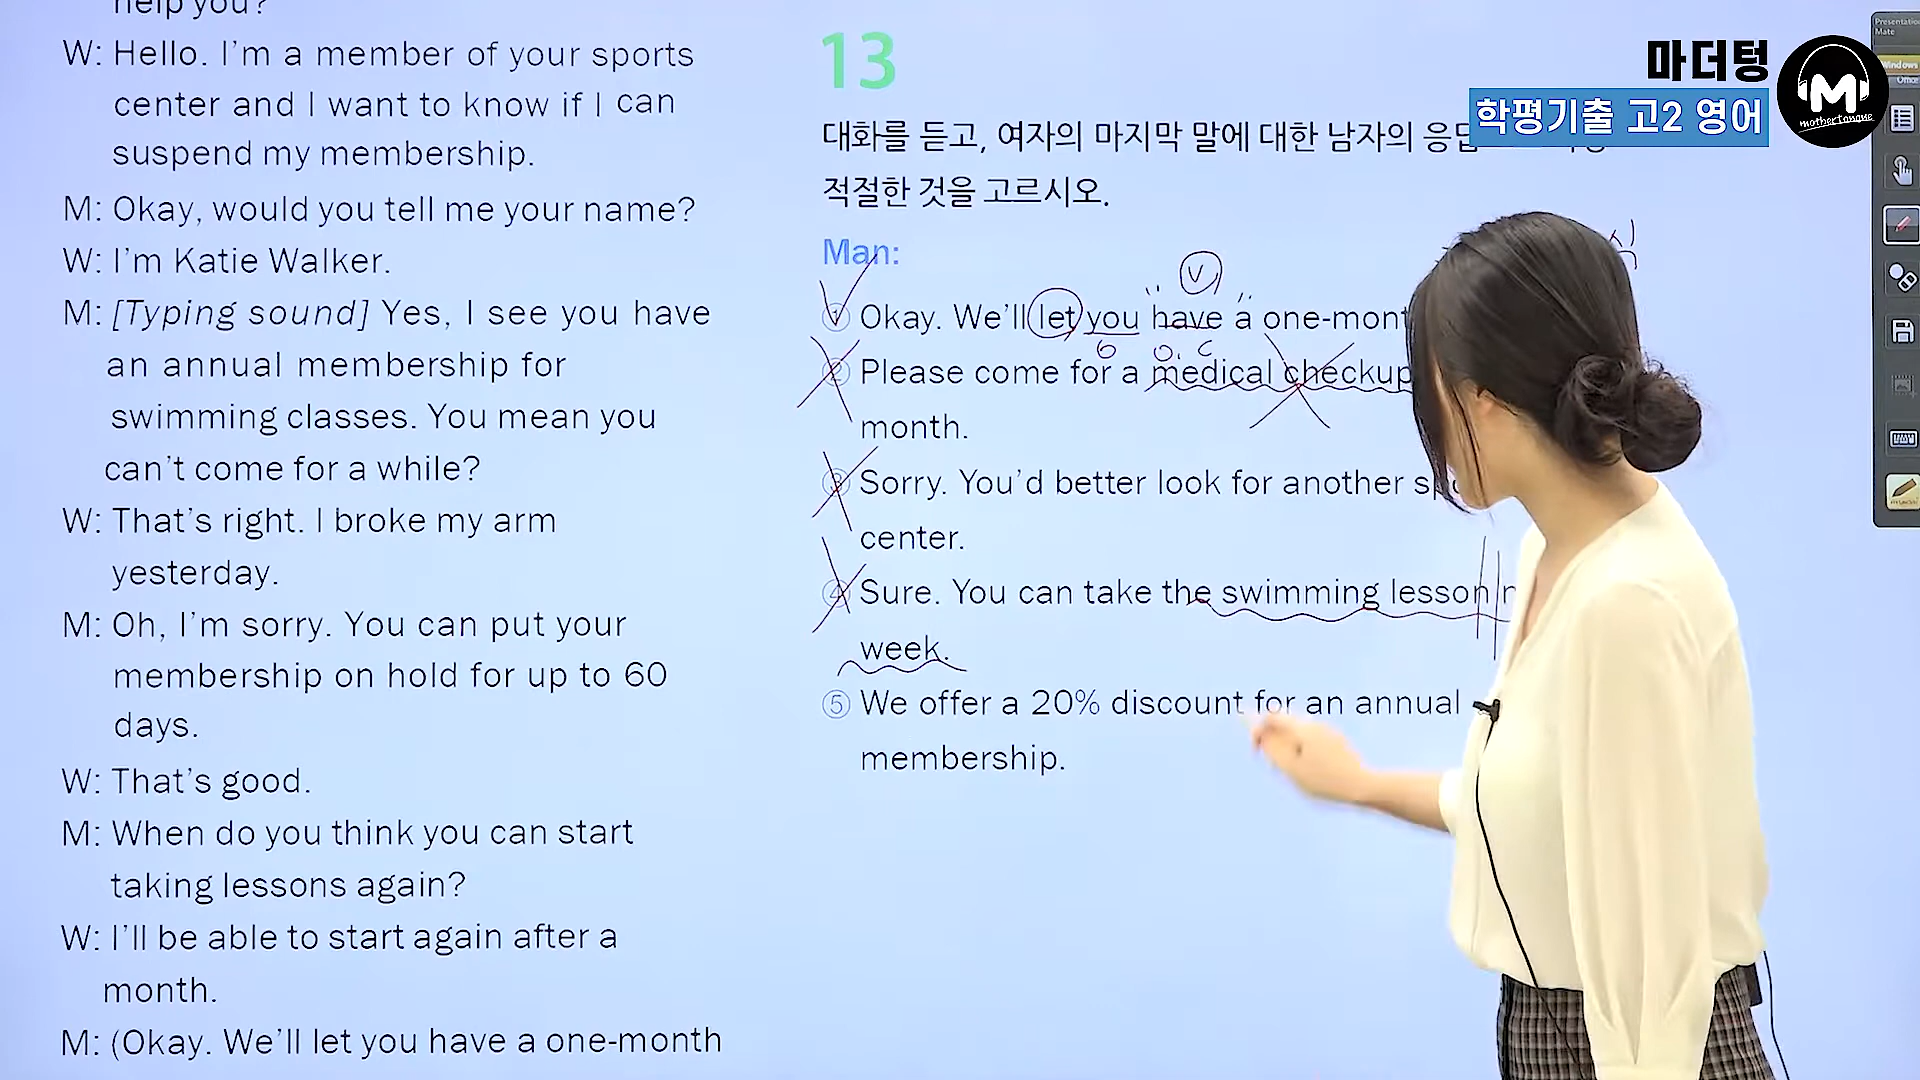 help you?
W: Hello. I'm a member of your sports
center and I want to know if I can
suspend my membership.
M: Okay, would you tell me your name?
W: I'm Katie Walker.
M: [Typing sound] Yes, I see you have
an annual membership for
swimming classes. You mean you
can't come for a while?
W: That's right. I broke my arm
yesterday.
M: Oh, I'm sorry. You can put your
membership on hold for up to 60
days.
W: That's good.
M: When do you think you can start
taking lessons again?
W: I'll be able to start again after a
month.
M: (Okay. We'll let you have a one-month
13
대화를 듣고, 여자의 마지막 말에 대한 남자의
적절한 것을 고르시오.
Man:
V
① Okay. We'll let you have a
o o.c
② Please come for a medical checkup
month.
③ Sorry. You'd better look for another
center.
④ Sure. You can take the swimming lesson
week.
⑤ We offer a 20% discount for an annual
membership.
마더텅
학평기출 고2 영어
M
mothertongue
Presentation
Mate
Windows